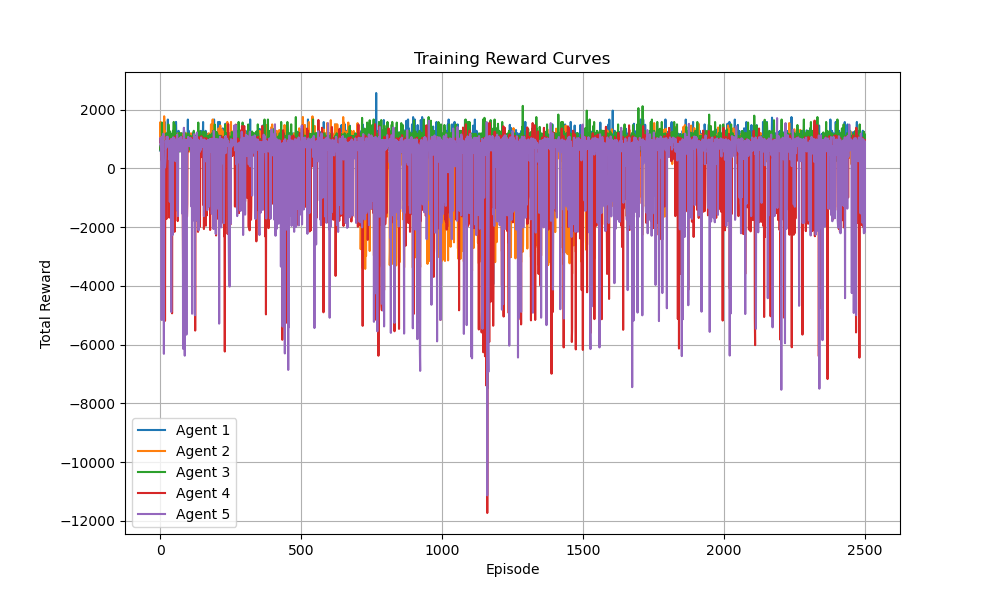 Training Reward Curves
Total Reward
2000
0
−2000
−4000
−6000
−8000
−10000
−12000
Agent 1
Agent 2
Agent 3
Agent 4
Agent 5
0 500 1000 1500 2000 2500
Episode